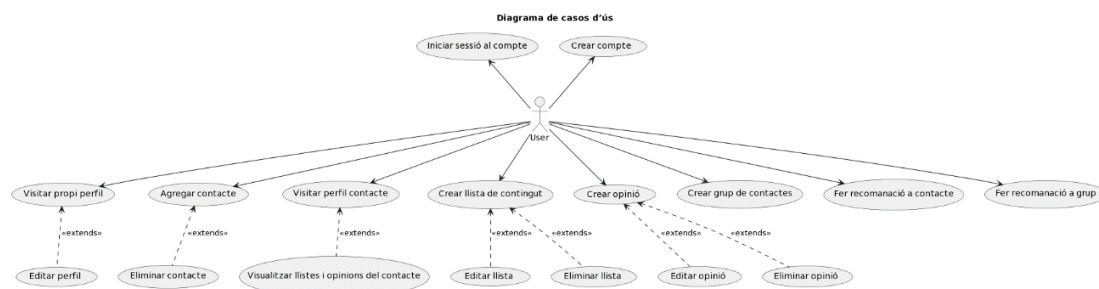 Diagrama de casos d’ús
Iniciar sessió al compte
Crear compte
User
Visitar propi perfil
Agregar contacte
Visitar perfil contacte
Crear llista de contingut
Crear opinió
Crear grup de contactes
Fer recomanació a contacte
Fer recomanació a grup
«extends»
«extends»
«extends»
«extends»
«extends»
«extends»
«extends»
Editar perfil
Eliminar contacte
Visualitzar llistes i opinions del contacte
Editar llista
Eliminar llista
Editar opinió
Eliminar opinió